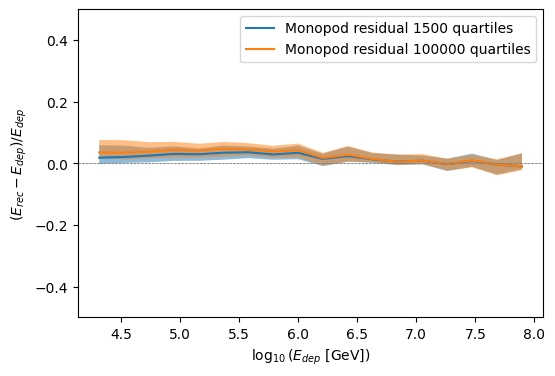 Monopod residual 1500 quartiles
Monopod residual 100000 quartiles
0.4
0.2
0.0
−0.2
−0.4
(E_rec − E_dep)/E_dep
4.5 5.0 5.5 6.0 6.5 7.0 7.5 8.0
log₁₀(E_dep [GeV])